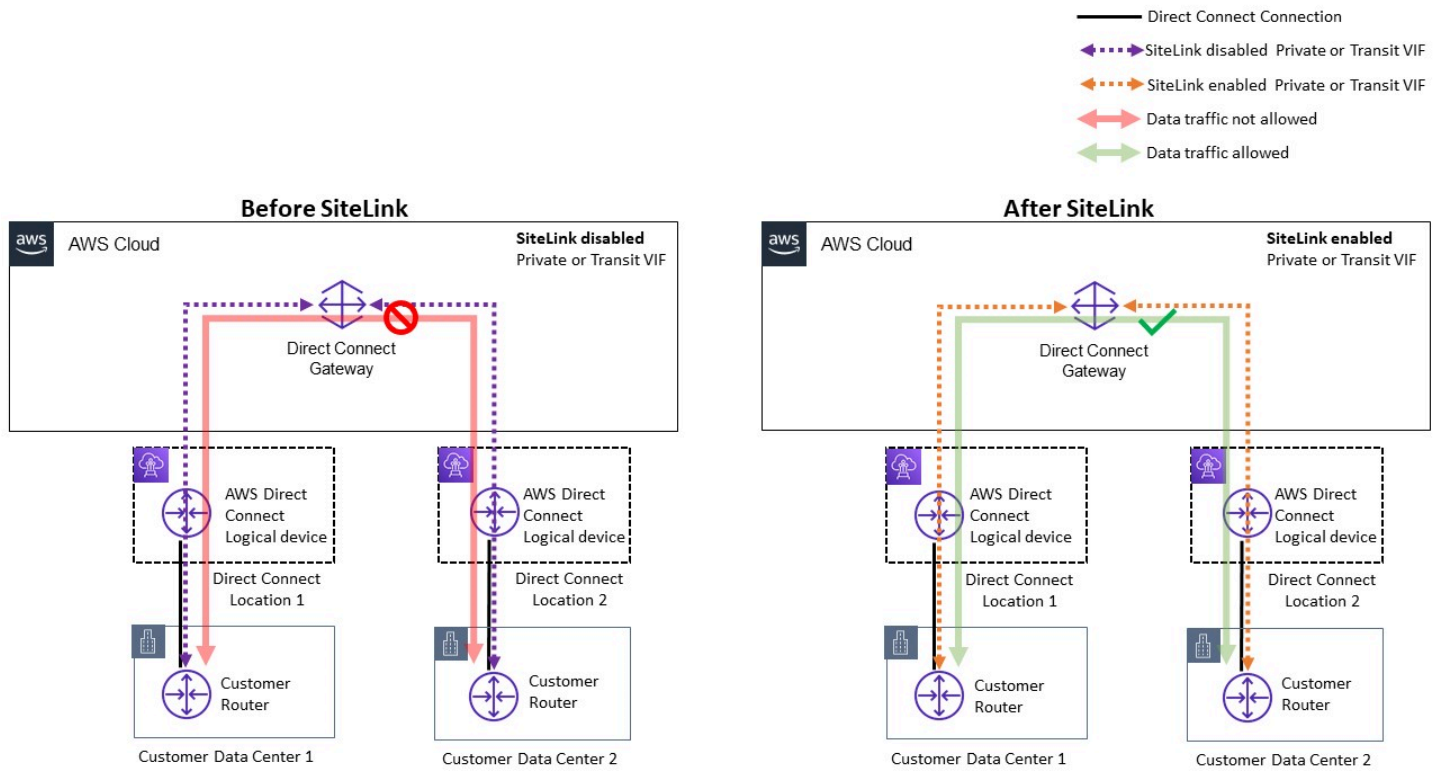 Direct Connect Connection
SiteLink disabled Private or Transit VIF
SiteLink enabled Private or Transit VIF
Data traffic not allowed
Data traffic allowed
Before SiteLink
aws
AWS Cloud
SiteLink disabled
Private or Transit VIF
Direct Connect
Gateway
AWS Direct
Connect
Logical device
Direct Connect
Location 1
AWS Direct
Connect
Logical device
Direct Connect
Location 2
Customer
Router
Customer Data Center 1
Customer
Router
Customer Data Center 2
After SiteLink
aws
AWS Cloud
SiteLink enabled
Private or Transit VIF
Direct Connect
Gateway
AWS Direct
Connect
Logical device
Direct Connect
Location 1
AWS Direct
Connect
Logical device
Direct Connect
Location 2
Customer
Router
Customer Data Center 1
Customer
Router
Customer Data Center 2